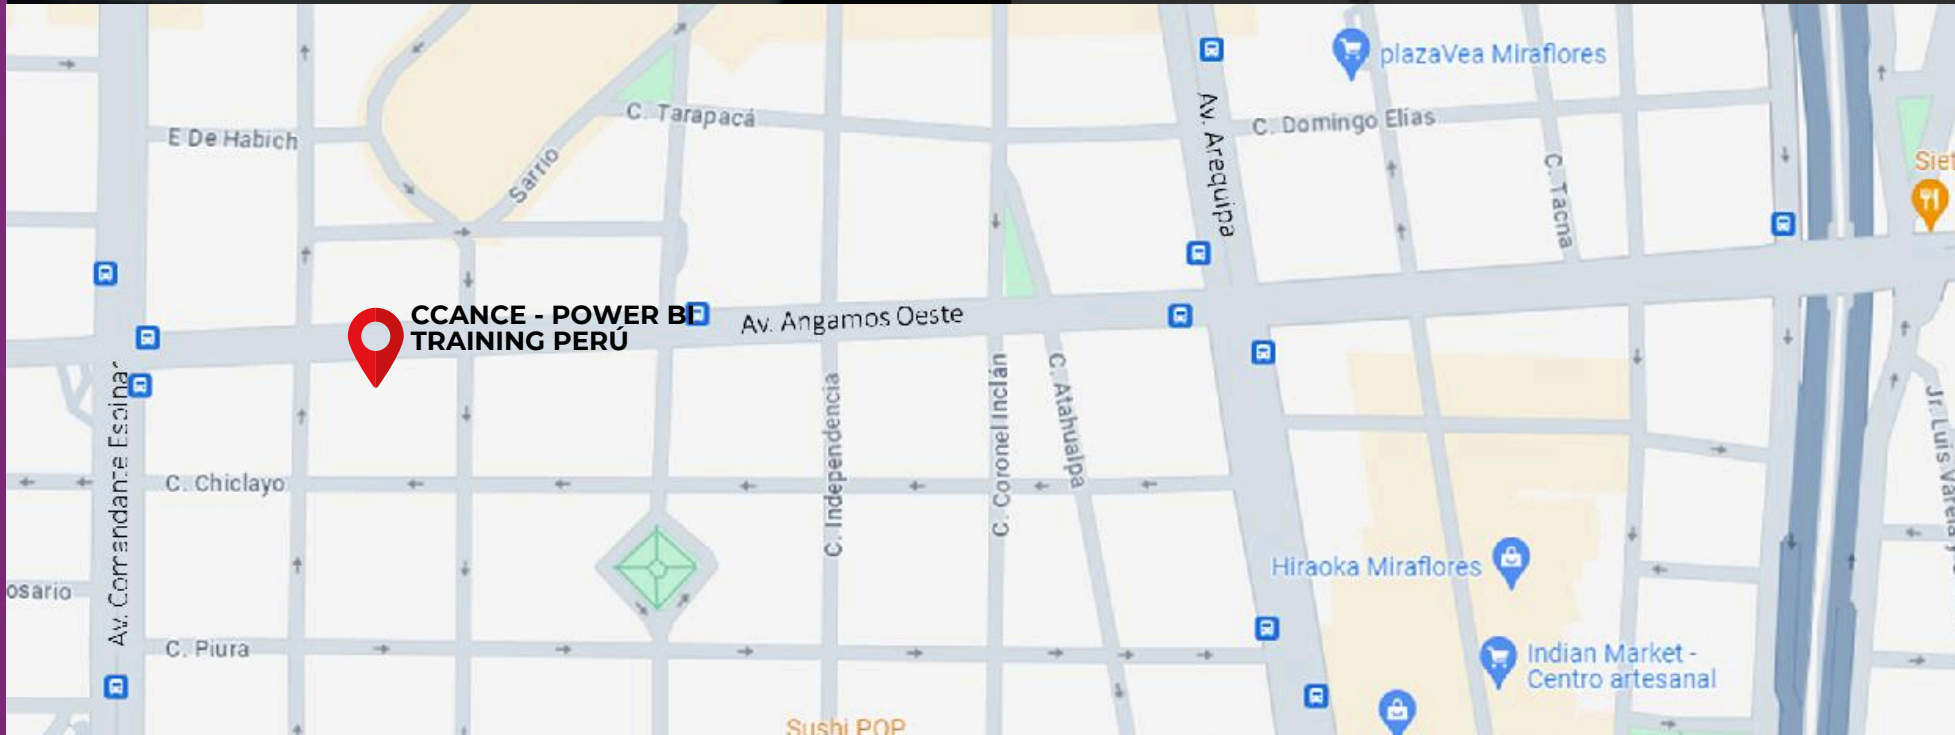 plazaVea Miraflores
C. Tarapacá
Av. Arequipa
C. Domingo Elías
E De Habich
Sarrio
C. Tacna
CCANCE - POWER BI
TRAINING PERÚ
Av. Angamos Oeste
Av. Comandante Espinar
C. Independencia
C. Coronel Inclán
C. Atahualpa
C. Chiclayo
Hiraoka Miraflores
C. Piura
Indian Market -
Centro artesanal
Sushi POP